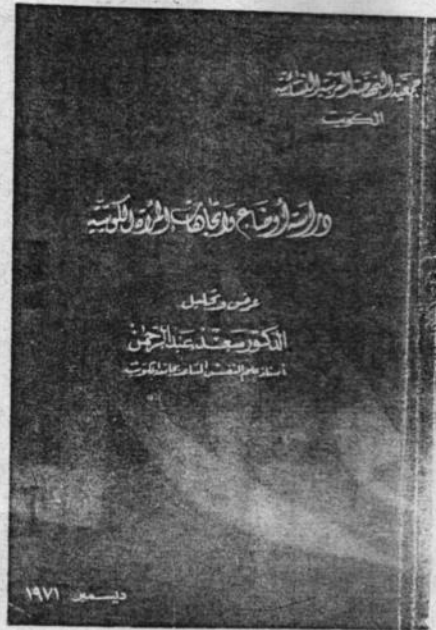 جمعية النهضة العربية النسائية
الكويت
دراسة أوضاع واتجاهات المرأة الكويتية
عرض وتحليل
الدكتور سعد عبد الرحمن
أستاذ علم النفس المساعد بجامعة الكويت
ديسمبر ١٩٧١